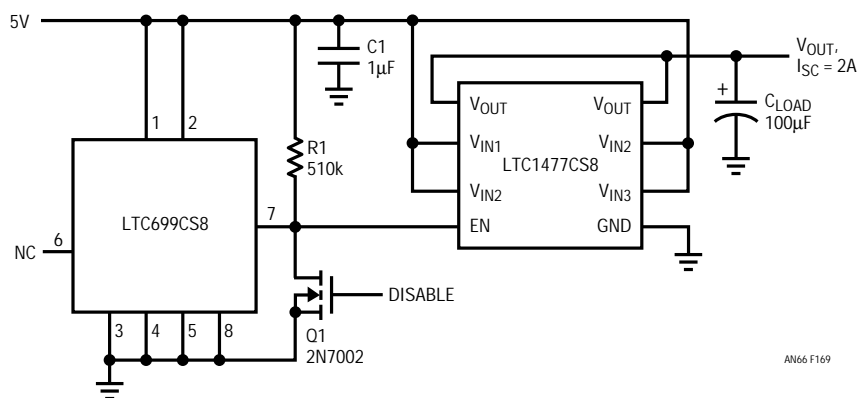 5V
C1
1µF
VOUT,
ISC = 2A
+
CLOAD
100µF
1
2
R1
510k
VOUT
VOUT
VIN1
VIN2
LTC1477CS8
VIN2
VIN3
EN
GND
LTC699CS8
7
NC
6
DISABLE
3
4
5
8
Q1
2N7002
AN66 F169